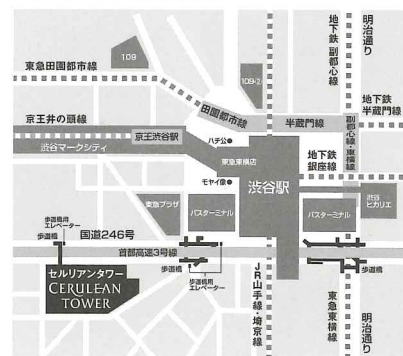 109
109-②
東急田園都市線
田園都市線
地下鉄 副都心線
明治通り
地下鉄
半蔵門線
半蔵門線
副都心線・東横線
京王井の頭線
京王渋谷駅
渋谷マークシティ
ハチ公
東急東横店
モヤイ像
渋谷駅
地下鉄
銀座線
渋谷
ヒカリエ
東急プラザ
バスターミナル
バスターミナル
歩道橋用
エレベーター
歩道橋
国道246号
首都高速3号線
歩道橋
歩道橋用
エレベーター
歩道橋
セルリアンタワー
CERULEAN
TOWER
JR山手線・埼京線
東急東横線
明治通り